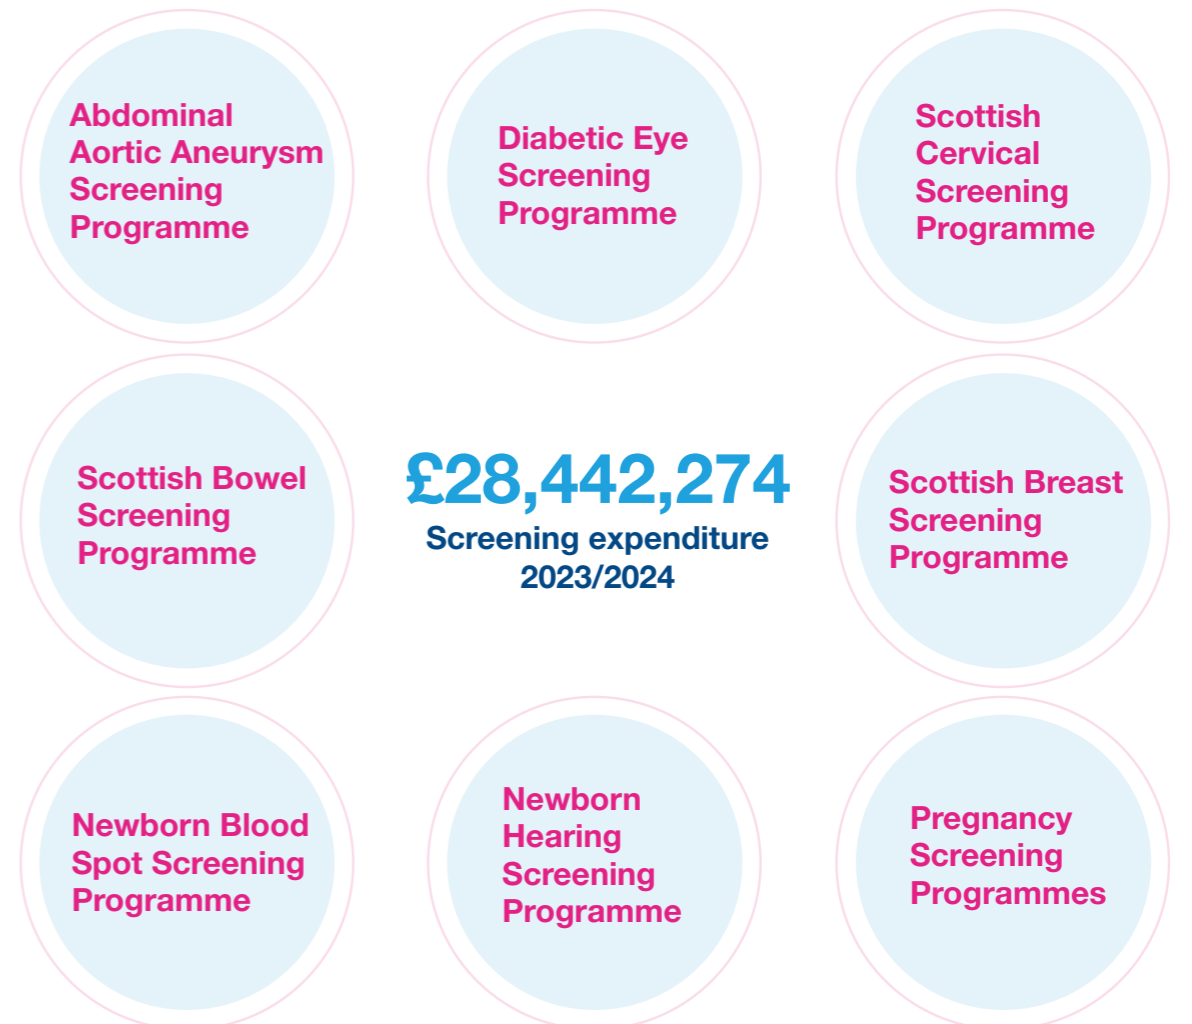 Abdominal
Aortic Aneurysm
Screening
Programme
Diabetic Eye
Screening
Programme
Scottish
Cervical
Screening
Programme
Scottish Bowel
Screening
Programme
£28,442,274
Screening expenditure
2023/2024
Scottish Breast
Screening
Programme
Newborn Blood
Spot Screening
Programme
Newborn
Hearing
Screening
Programme
Pregnancy
Screening
Programmes